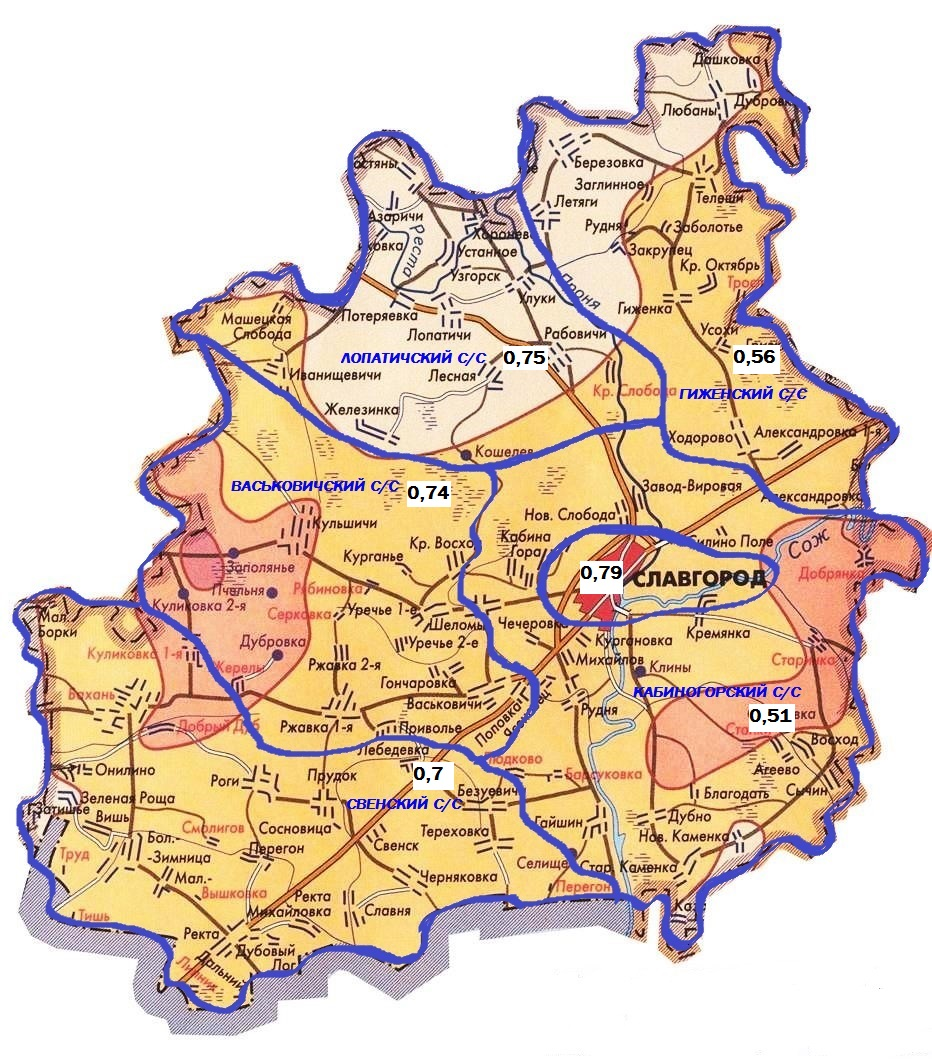 Дашковка
Любаны
Березовка
Заглинное
Телеши
Летяги
Азаричи
Рудня
Заболотье
Реста
Устанное
Закрупец
Кр. Октябрь
Узгорск
Проня
Улуки
Гиженка
Машецкая
Слобода
Потеряевка
Лопатичи
Рабовичи
Усохи
ЛОПАТИЧСКИЙ С/С
0,75
0,56
Иванищевичи
Лесная
Кр. Слобода
ГИЖЕНСКИЙ С/С
Железинка
Ходорово
Александровка 1-я
Кошелев
ВАСЬКОВИЧСКИЙ С/С
0,74
Завод-Вировая
Александровка
Нов. Слобода
Кульшичи
Кр. Восход
Кабина
Гора
Силино Поле
Сож
Курганье
Заполянье
0,79
СЛАВГОРОД
Добрянка
Пчельня
Рябиновка
Куликовка 2-я
Серковка
Уречье 1-е
Мал.
Борки
Шеломы
Чечеровка
Кремянка
Дубровка
Уречье 2-е
Кургановка
Куликовка 1-я
Ржавка 2-я
Михайлов
Старинка
Керелы
Клины
Гончаровка
КАБИНОГОРСКИЙ С/С
Бахань
Васьковичи
Рудня
0,51
Добрый Дуб
Ржавка 1-я
Приволье
Поповка
Восход
Лебедевка
Людково
Онилино
Роги
Прудок
0,7
Барсуковка
Агеево
Зеленая Роща
СВЕНСКИЙ С/С
Безуевичи
Благодать
Сычин
Затишье
Вишь
Смолигов
Сосновица
Тереховка
Гайшин
Дубно
Бол.-
Нов. Каменка
Труд
-Зимница
Перегон
Свенск
Селище
Стар. Каменка
Мал.-
Вышковка
Черняковка
Перегон
Ректа
Тишь
Михайловка
Славня
Ка.
Ректа
Дубовый
Лог
Дальний